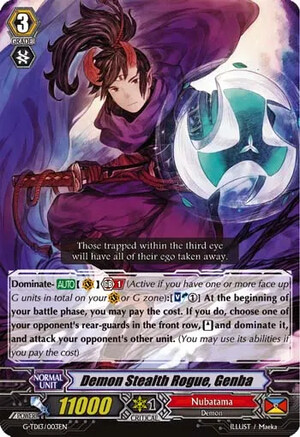 3
GRADE
Those trapped within the third eye
will have all of their ego taken away.
Dominate-AUTO[ ] 1 (Active if you have one or more face up
G units in total on your or G zone):[V 1] At the beginning of
your battle phase, you may pay the cost. If you do, choose one of
your opponent's rear-guards in the front row, [ ] and dominate it,
and attack your opponent's other unit. (You may use its abilities if
you pay the cost)
NORMAL
UNIT
Demon Stealth Rogue, Genba
POWER
11000
1
CRITICAL
Nubatama
Demon
G-TD13/003EN
ILLUST / Maeka